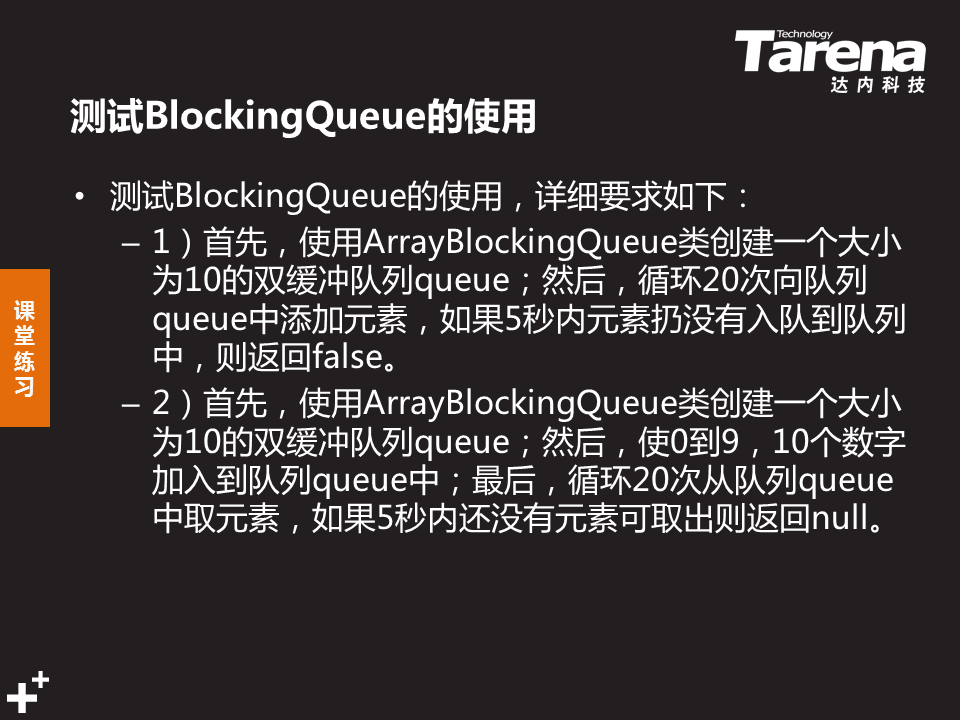 Technology
Tarena
达内科技
测试BlockingQueue的使用
• 测试BlockingQueue的使用，详细要求如下：
– 1）首先，使用ArrayBlockingQueue类创建一个大小
为10的双缓冲队列queue；然后，循环20次向队列
queue中添加元素，如果5秒内元素扔没有入队到队列
中，则返回false。
– 2）首先，使用ArrayBlockingQueue类创建一个大小
为10的双缓冲队列queue；然后，使0到9，10个数字
加入到队列queue中；最后，循环20次从队列queue
中取元素，如果5秒内还没有元素可取出则返回null。
课
堂
练
习